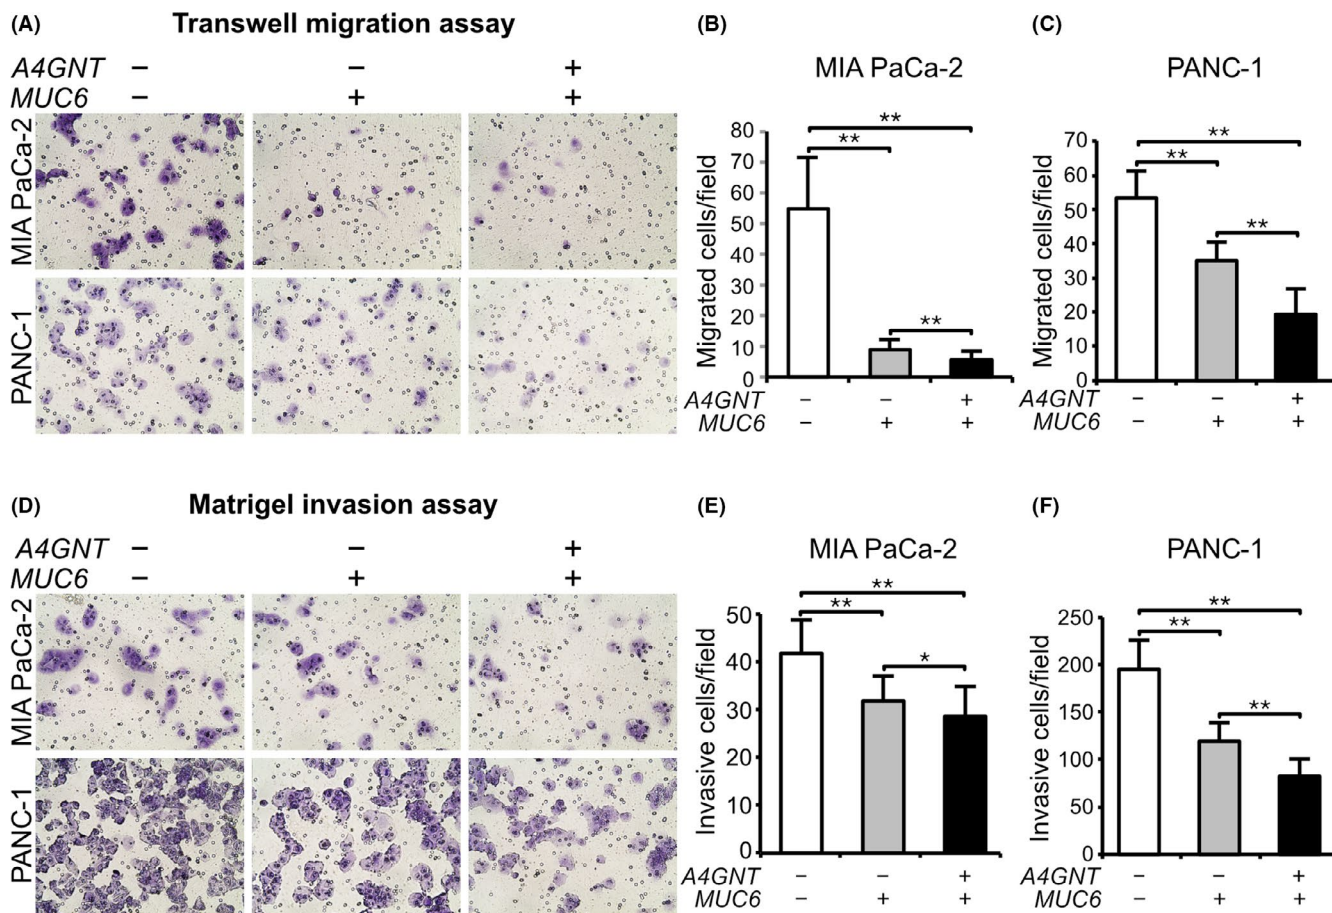 (A) Transwell migration assay
A4GNT − − +
MUC6 − + +
MIA PaCa-2
PANC-1
(B)
MIA PaCa-2
Migrated cells/field
80
70
60
50
40
30
20
10
0
**
**
**
A4GNT − − +
MUC6 − + +
(C)
PANC-1
Migrated cells/field
70
60
50
40
30
20
10
0
**
**
**
A4GNT − − +
MUC6 − + +
(D) Matrigel invasion assay
A4GNT − − +
MUC6 − + +
MIA PaCa-2
PANC-1
(E)
MIA PaCa-2
Invasive cells/field
50
40
30
20
10
0
**
**
*
A4GNT − − +
MUC6 − + +
(F)
PANC-1
Invasive cells/field
250
200
150
100
50
0
**
**
**
A4GNT − − +
MUC6 − + +